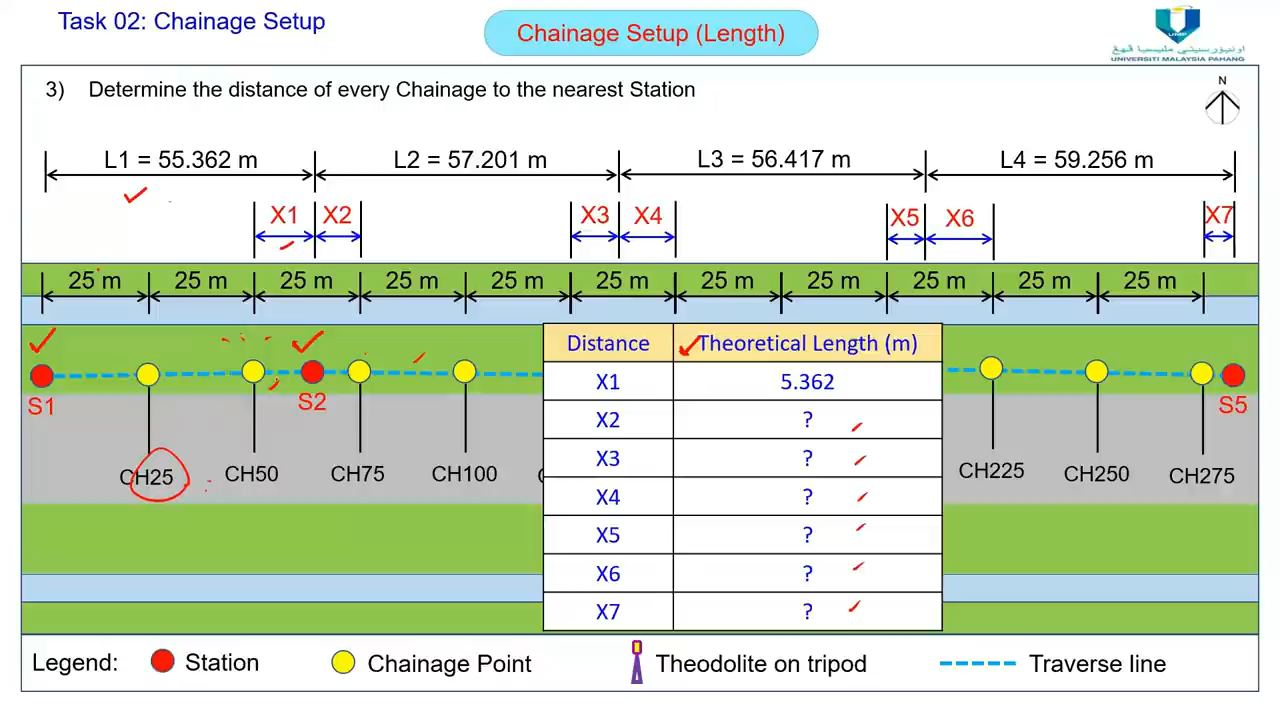 Task 02: Chainage Setup
Chainage Setup (Length)
UMP
اونيۏرسيتي مليسيا ڤهڠ
UNIVERSITI MALAYSIA PAHANG
3) Determine the distance of every Chainage to the nearest Station
N
L1 = 55.362 m L2 = 57.201 m L3 = 56.417 m L4 = 59.256 m
X1 X2 X3 X4 X5 X6 X7
25 m 25 m 25 m 25 m 25 m 25 m 25 m 25 m 25 m 25 m 25 m
Distance Theoretical Length (m)
X1 5.362
X2 ?
X3 ?
X4 ?
X5 ?
X6 ?
X7 ?
S1 S2 S5
CH25 CH50 CH75 CH100 CH225 CH250 CH275
Legend: Station Chainage Point Theodolite on tripod Traverse line